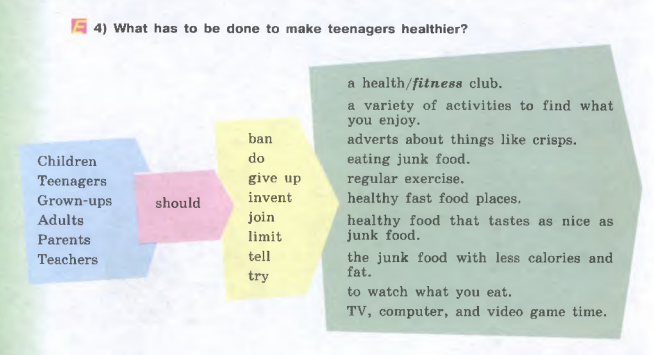 E 4) What has to be done to make teenagers healthier?
Children
Teenagers
Grown-ups
Adults
Parents
Teachers
should
ban
do
give up
invent
join
limit
tell
try
a health/fitness club.
a variety of activities to find what
you enjoy.
adverts about things like crisps.
eating junk food.
regular exercise.
healthy fast food places.
healthy food that tastes as nice as
junk food.
the junk food with less calories and
fat.
to watch what you eat.
TV, computer, and video game time.